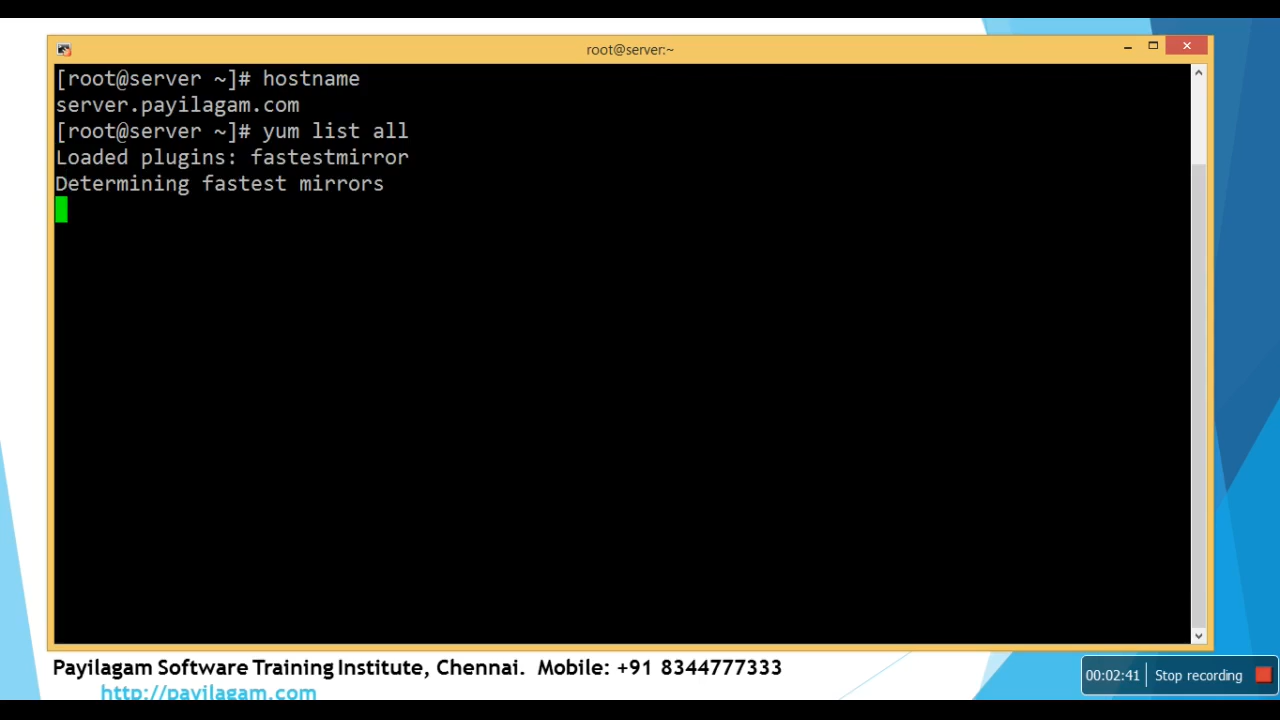 root@server:~
[root@server ~]# hostname
server.payilagam.com
[root@server ~]# yum list all
Loaded plugins: fastestmirror
Determining fastest mirrors
Payilagam Software Training Institute, Chennai. Mobile: +91 8344777333
http://payilagam.com
00:02:41 Stop recording